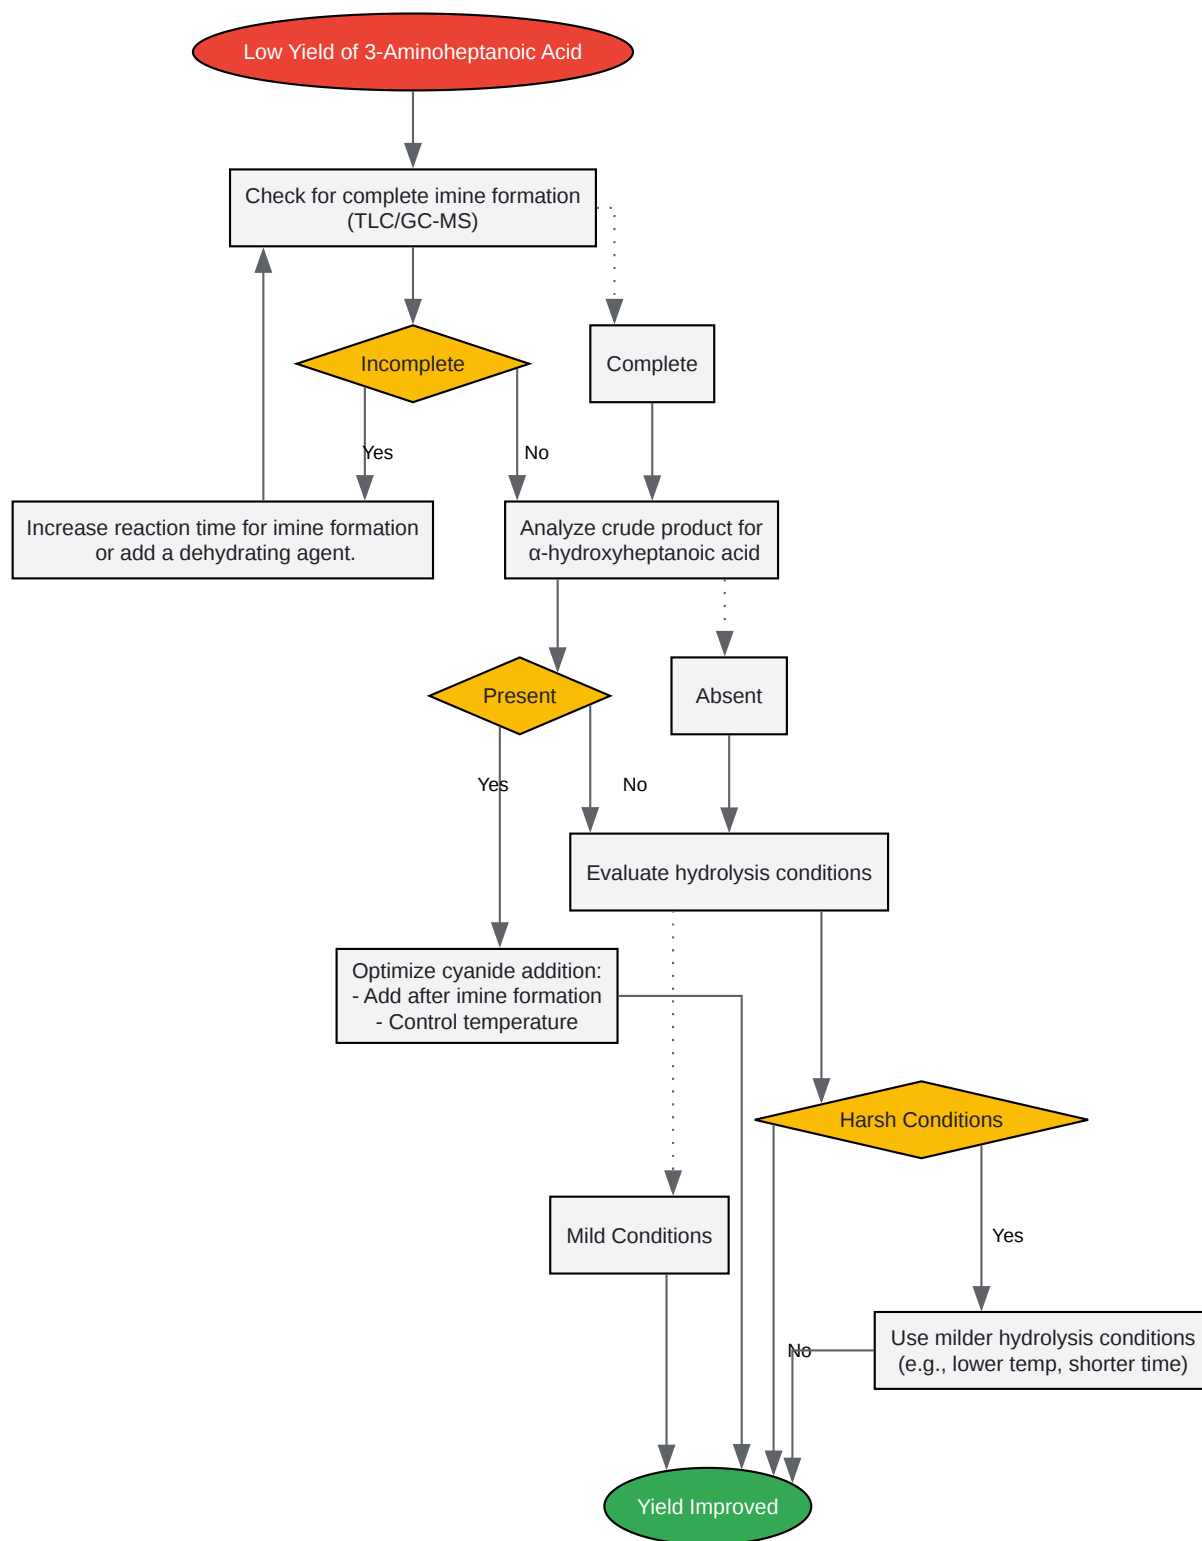 Low Yield of 3-Aminoheptanoic Acid
Check for complete imine formation
(TLC/GC-MS)
Incomplete
Complete
Yes
No
Increase reaction time for imine formation
or add a dehydrating agent.
Analyze crude product for
α-hydroxyheptanoic acid
Present
Absent
Yes
No
Evaluate hydrolysis conditions
Optimize cyanide addition:
- Add after imine formation
- Control temperature
Harsh Conditions
Mild Conditions
Yes
Use milder hydrolysis conditions
(e.g., lower temp, shorter time)
No
Yield Improved